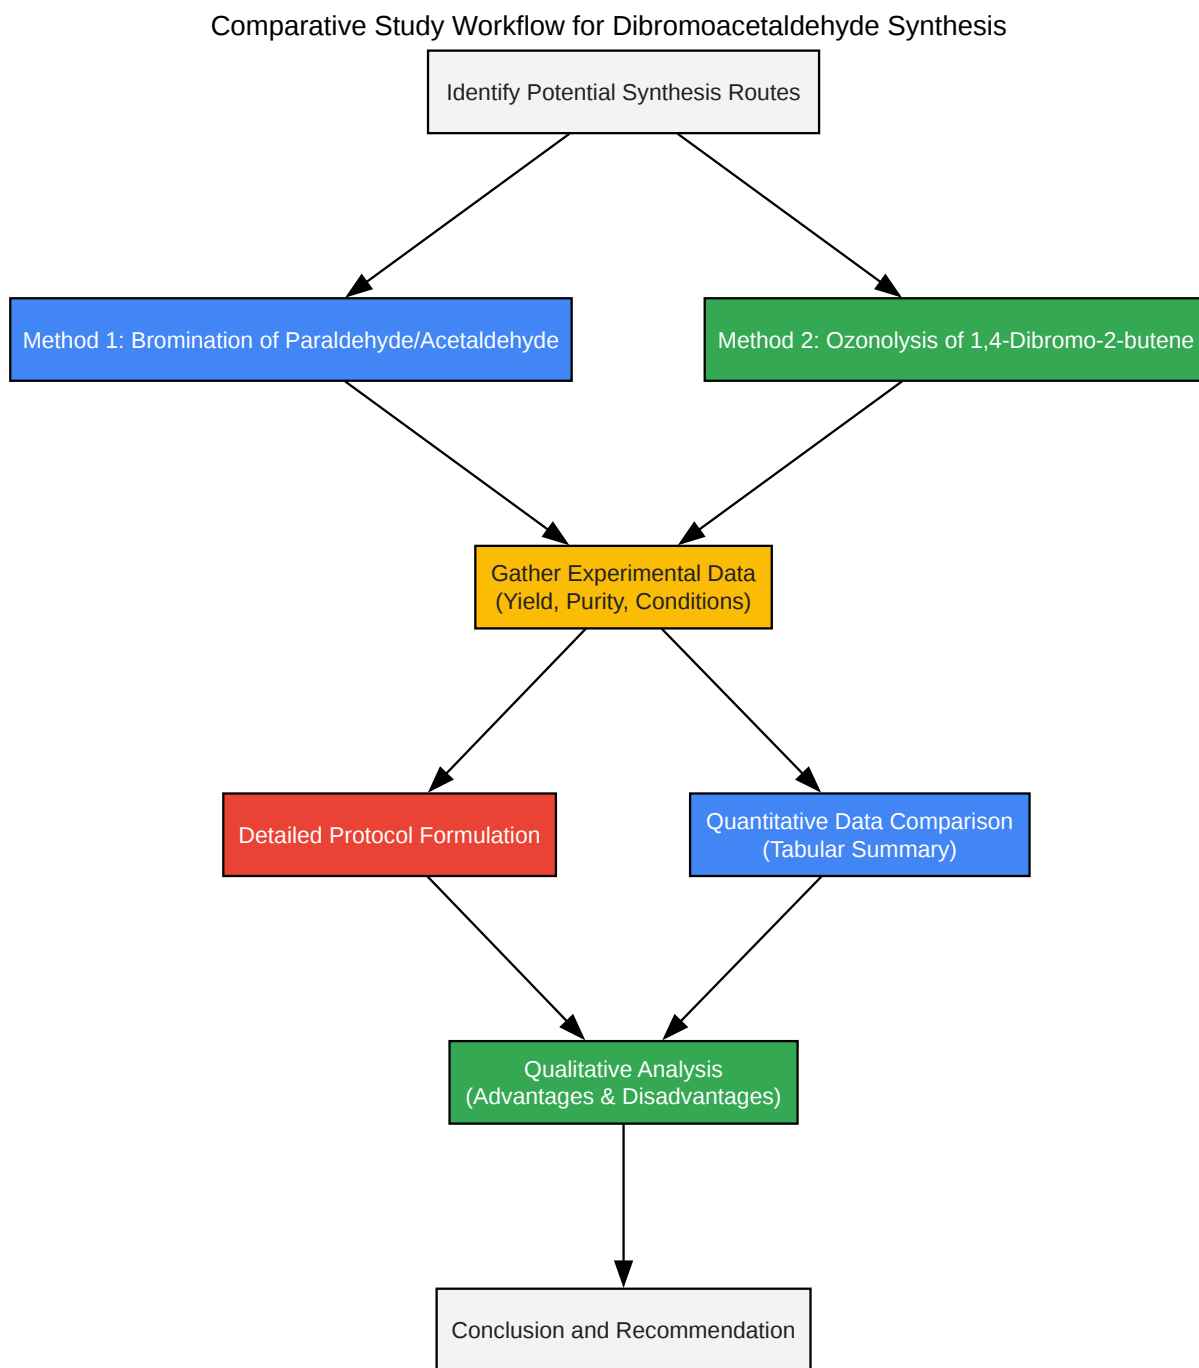 Comparative Study Workflow for Dibromoacetaldehyde Synthesis
Identify Potential Synthesis Routes
Method 1: Bromination of Paraldehyde/Acetaldehyde
Method 2: Ozonolysis of 1,4-Dibromo-2-butene
Gather Experimental Data
(Yield, Purity, Conditions)
Detailed Protocol Formulation
Quantitative Data Comparison
(Tabular Summary)
Qualitative Analysis
(Advantages & Disadvantages)
Conclusion and Recommendation